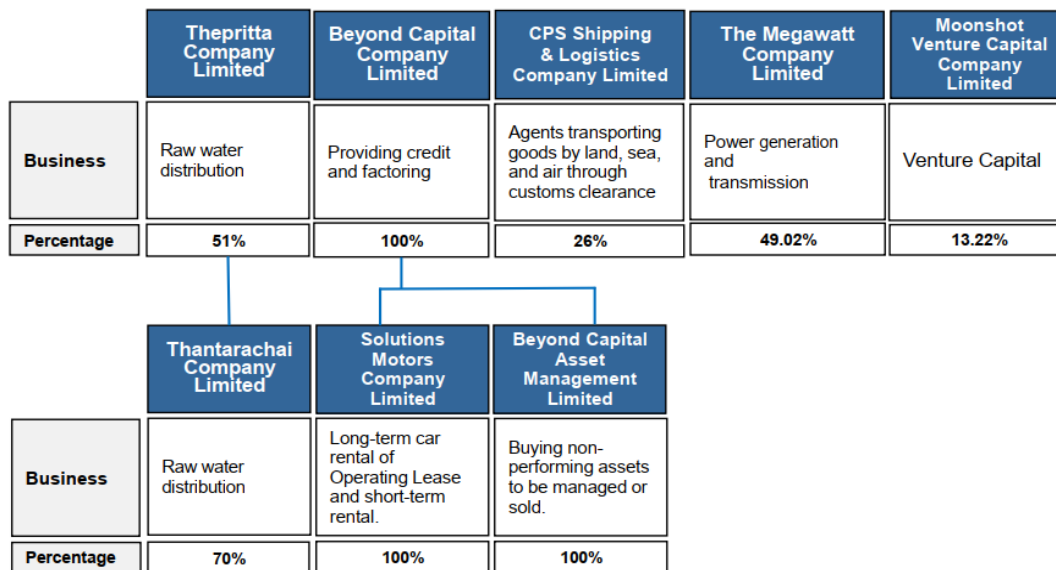 Thepritta
Company
Limited
Beyond Capital
Company
Limited
CPS Shipping
& Logistics
Company Limited
The Megawatt
Company
Limited
Moonshot
Venture Capital
Company
Limited
Business
Raw water
distribution
Providing credit
and factoring
Agents transporting
goods by land, sea,
and air through
customs clearance
Power generation
and
transmission
Venture Capital
Percentage
51%
100%
26%
49.02%
13.22%
Thantarachai
Company
Limited
Solutions
Motors
Company
Limited
Beyond Capital
Asset
Management
Limited
Business
Raw water
distribution
Long-term car
rental of
Operating Lease
and short-term
rental.
Buying non-
performing assets
to be managed or
sold.
Percentage
70%
100%
100%